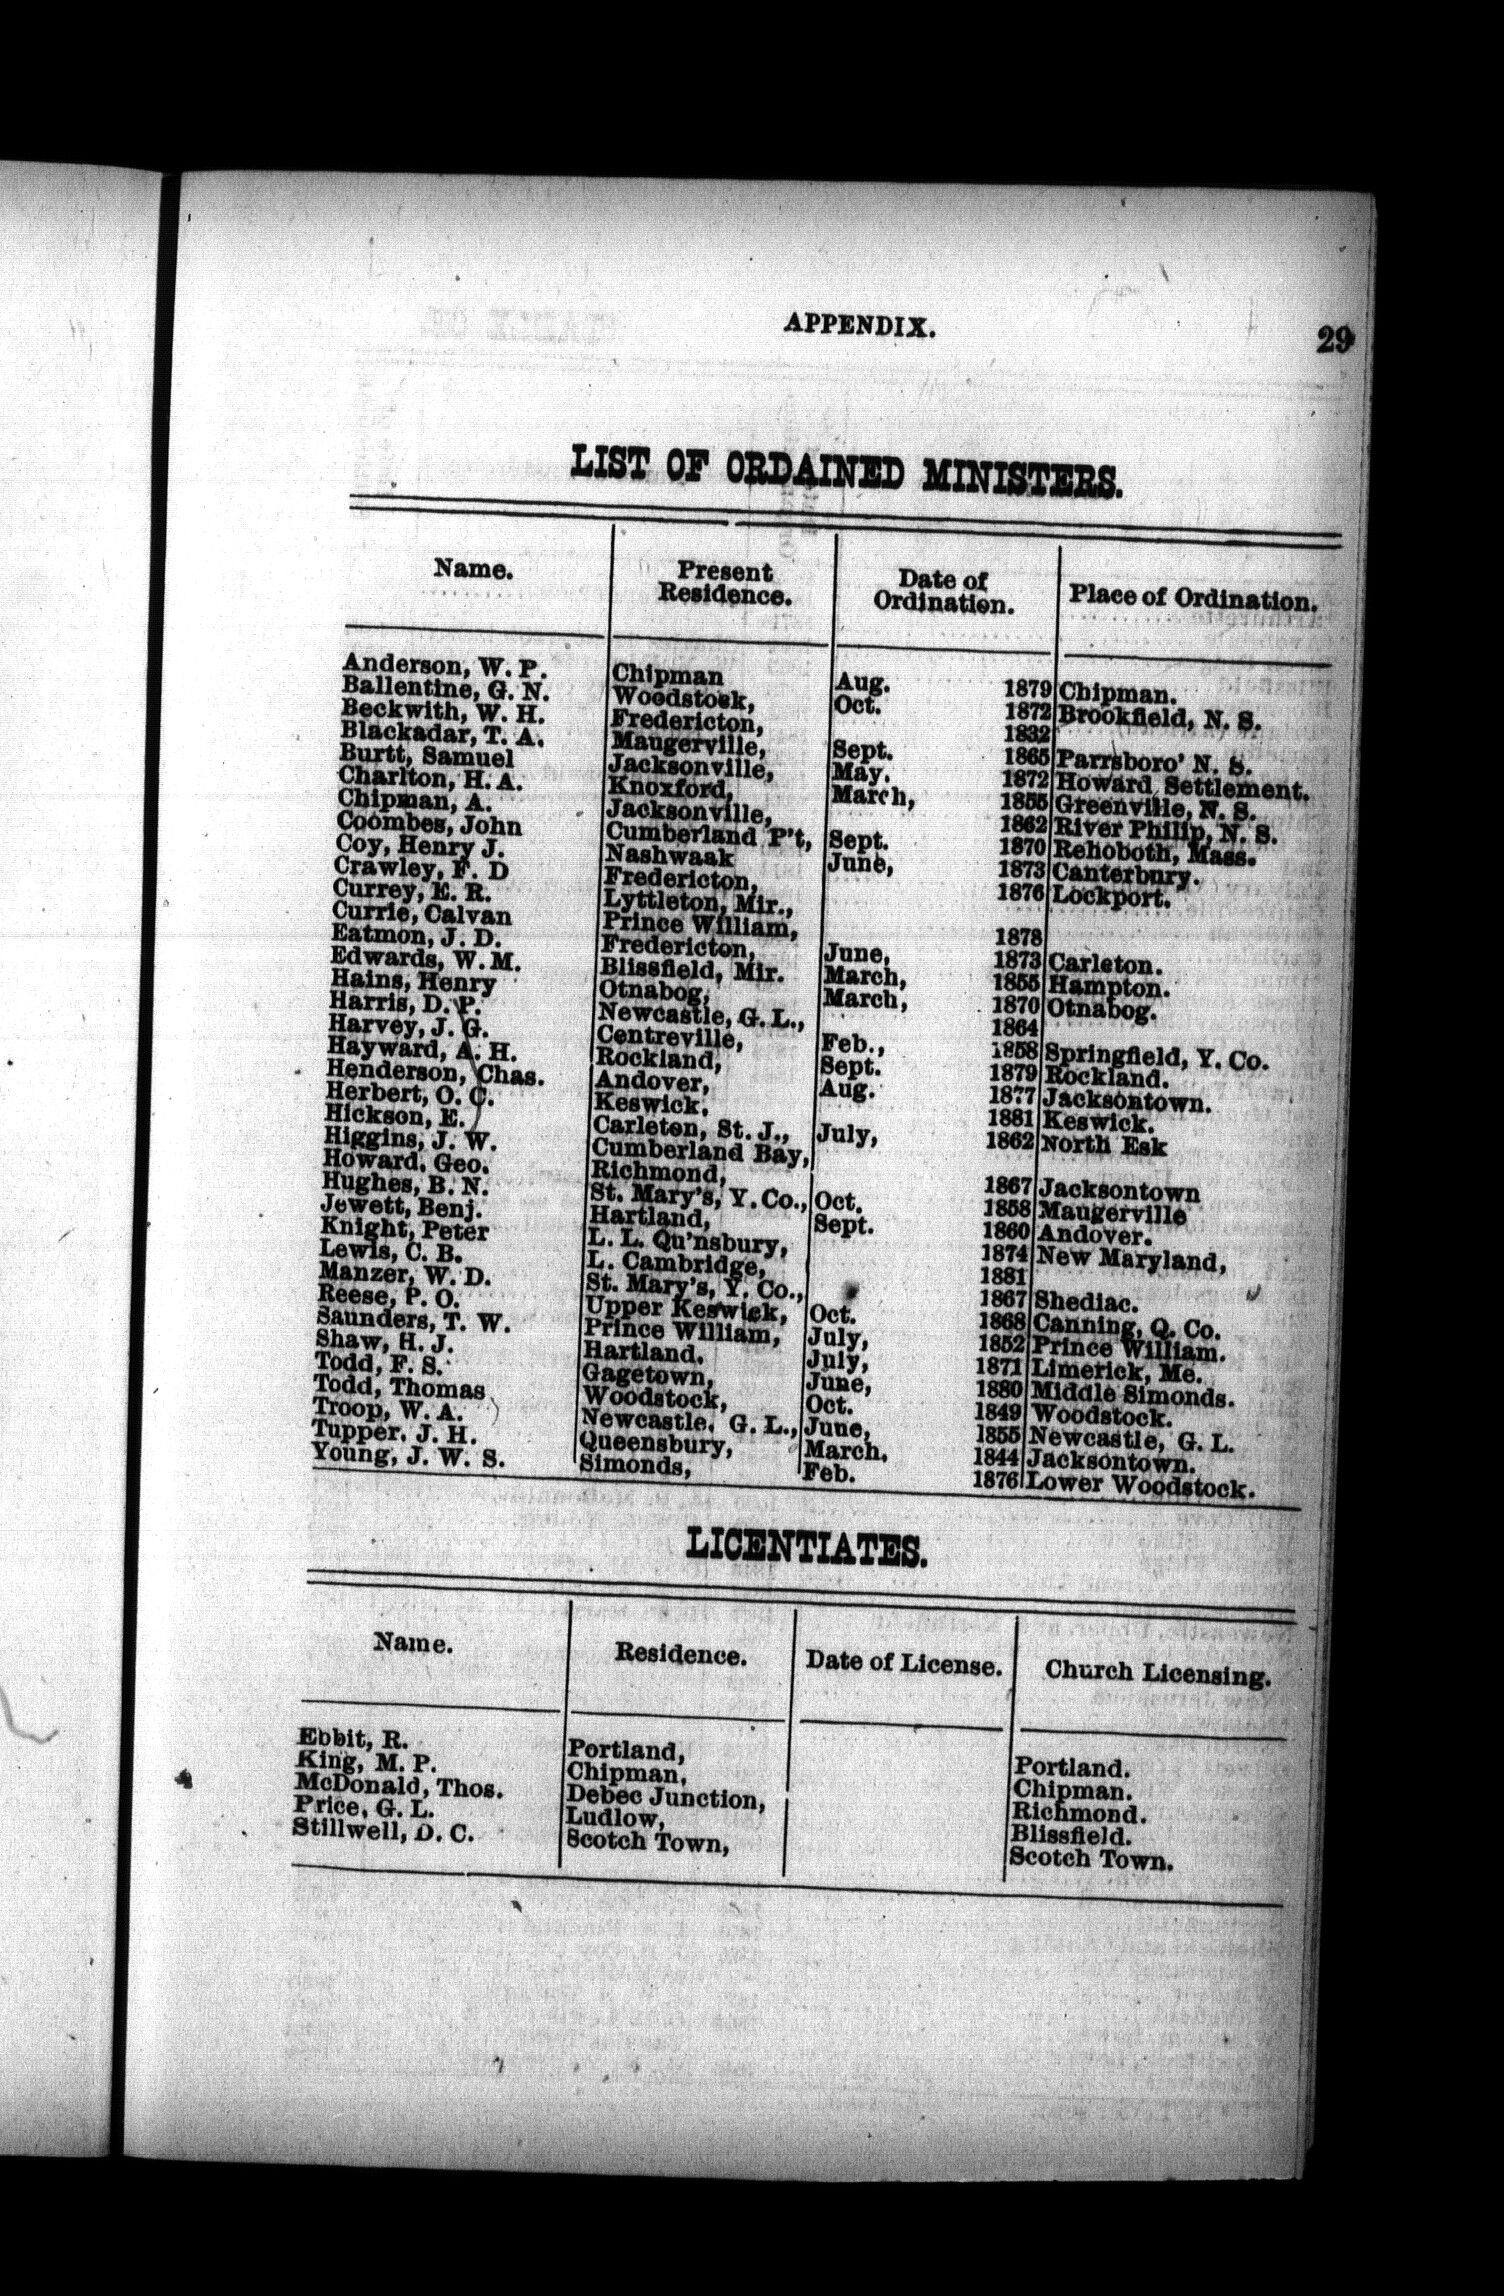 APPENDIX. 29
LIST OF ORDAINED MINISTERS.
Name. Present Residence. Date of Ordination. Place of Ordination.
Anderson, W. P. Chipman Aug. 1879 Chipman.
Ballentine, G. N. Woodstock, Oct. 1872 Brookfield, N. S.
Beckwith, W. H. Fredericton, 1832
Blackadar, T. A. Maugerville, Sept. 1865 Parrsboro' N. S.
Burtt, Samuel Jacksonville, May. 1872 Howard Settlement.
Charlton, H. A. Knoxford, March, 1855 Greenville, N. S.
Chipman, A. Jacksonville, 1862 River Philip, N. S.
Coombes, John Cumberland P't, Sept. 1870 Rehoboth, Mass.
Coy, Henry J. Nashwaak June, 1873 Canterbury.
Crawley, F. D Fredericton, 1876 Lockport.
Currey, E. R. Lyttleton, Mir.,
Currie, Calvan Prince William, 1878
Eatmon, J. D. Fredericton, June, 1873 Carleton.
Edwards, W. M. Blissfield, Mir. March, 1855 Hampton.
Hains, Henry Otnabog, March, 1870 Otnabog.
Harris, D. P. Newcastle, G. L., 1864
Harvey, J. G. Centreville, Feb., 1858 Springfield, Y. Co.
Hayward, A. H. Rockland, Sept. 1879 Rockland.
Henderson, Chas. Andover, Aug. 1877 Jacksontown.
Herbert, O. C. Keswick, 1881 Keswick.
Hickson, E. Carleton, St. J., July, 1862 North Esk
Higgins, J. W. Cumberland Bay,
Howard, Geo. Richmond, 1867 Jacksontown
Hughes, B. N. St. Mary's, Y. Co., Oct. 1858 Maugerville
Jewett, Benj. Hartland, Sept. 1860 Andover.
Knight, Peter L. L. Qu'nsbury, 1874 New Maryland,
Lewis, C. B. L. Cambridge, 1881
Manzer, W. D. St. Mary's, Y. Co., 1867 Shediac.
Reese, P. O. Upper Keswick, Oct. 1868 Canning, Q. Co.
Saunders, T. W. Prince William, July, 1852 Prince William.
Shaw, H. J. Hartland. July, 1871 Limerick, Me.
Todd, F. S. Gagetown, June, 1880 Middle Simonds.
Todd, Thomas Woodstock, Oct. 1849 Woodstock.
Troop, W. A. Newcastle, G. L., June, 1855 Newcastle, G. L.
Tupper, J. H. Queensbury, March, 1844 Jacksontown.
Young, J. W. S. Simonds, Feb. 1876 Lower Woodstock.
LICENTIATES.
Name. Residence. Date of License. Church Licensing.
Ebbit, R. Portland, Portland.
King, M. P. Chipman, Chipman.
McDonald, Thos. Debec Junction, Richmond.
Price, G. L. Ludlow, Blissfield.
Stillwell, D. C. Scotch Town, Scotch Town.